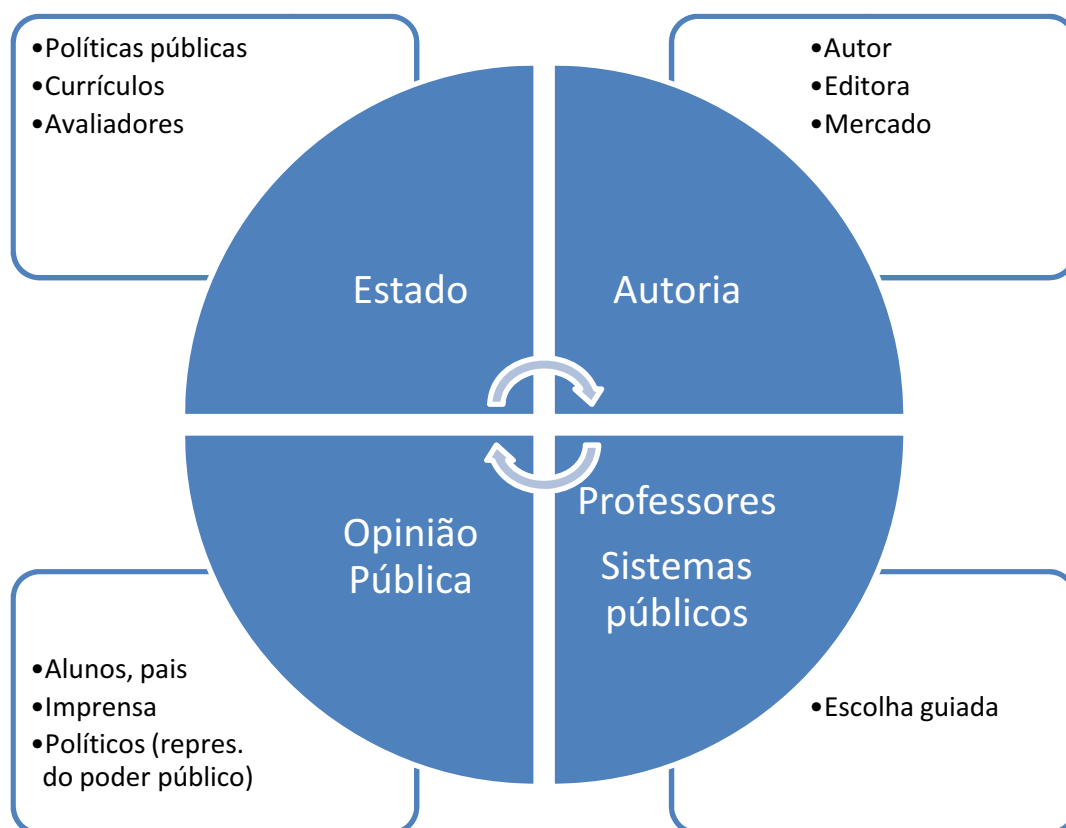 •Políticas públicas
•Currículos
•Avaliadores
•Autor
•Editora
•Mercado
Estado
Autoria
Opinião
Pública
Professores
Sistemas
públicos
•Alunos, pais
•Imprensa
•Políticos (repres.
do poder público)
•Escolha guiada